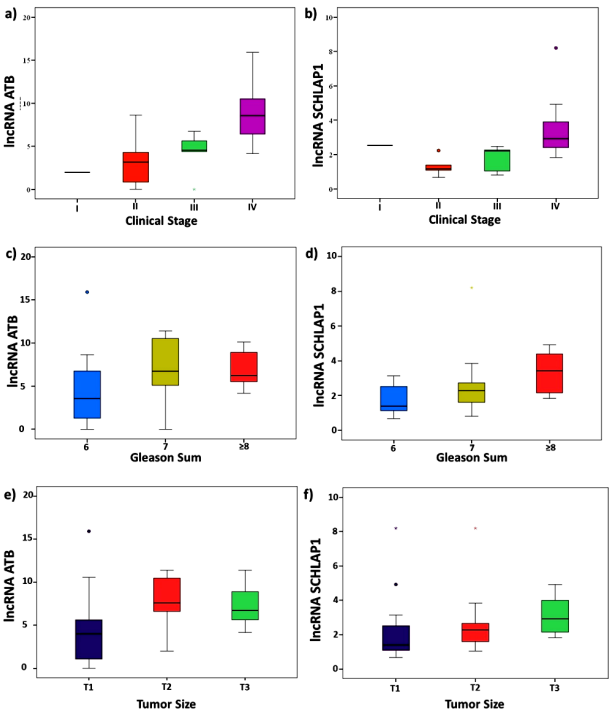 a)
20
15
10
5
0
lncRNA ATB
I
II
III
IV
Clinical Stage
b)
10
8
6
4
2
0
lncRNA SCHLAP1
I
II
III
IV
Clinical Stage
c)
20
15
10
5
0
lncRNA ATB
6
7
≥8
Gleason Sum
d)
10
8
6
4
2
0
lncRNA SCHLAP1
6
7
≥8
Gleason Sum
e)
20
15
10
5
0
lncRNA ATB
T1
T2
T3
Tumor Size
f)
10
8
6
4
2
0
lncRNA SCHLAP1
T1
T2
T3
Tumor Size